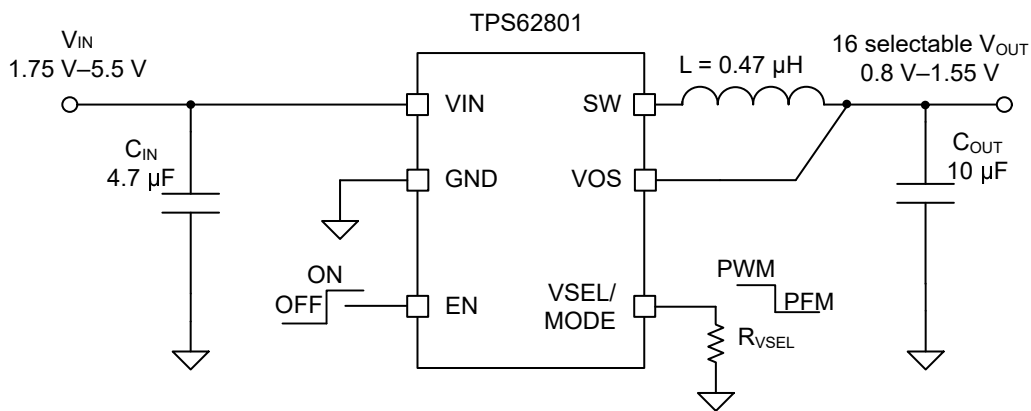 TPS62801
VIN
1.75 V–5.5 V
16 selectable VOUT
0.8 V–1.55 V
L = 0.47 µH
VIN
SW
CIN
4.7 µF
COUT
10 µF
GND
VOS
ON
OFF
EN
VSEL/
MODE
PWM
PFM
RVSEL